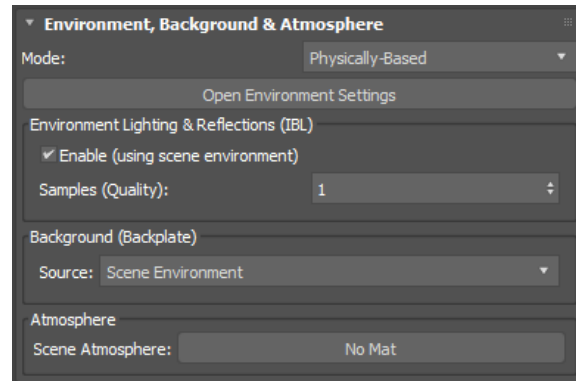 Environment, Background & Atmosphere
Mode: Physically-Based
Open Environment Settings
Environment Lighting & Reflections (IBL)
Enable (using scene environment)
Samples (Quality): 1
Background (Backplate)
Source: Scene Environment
Atmosphere
Scene Atmosphere: No Mat